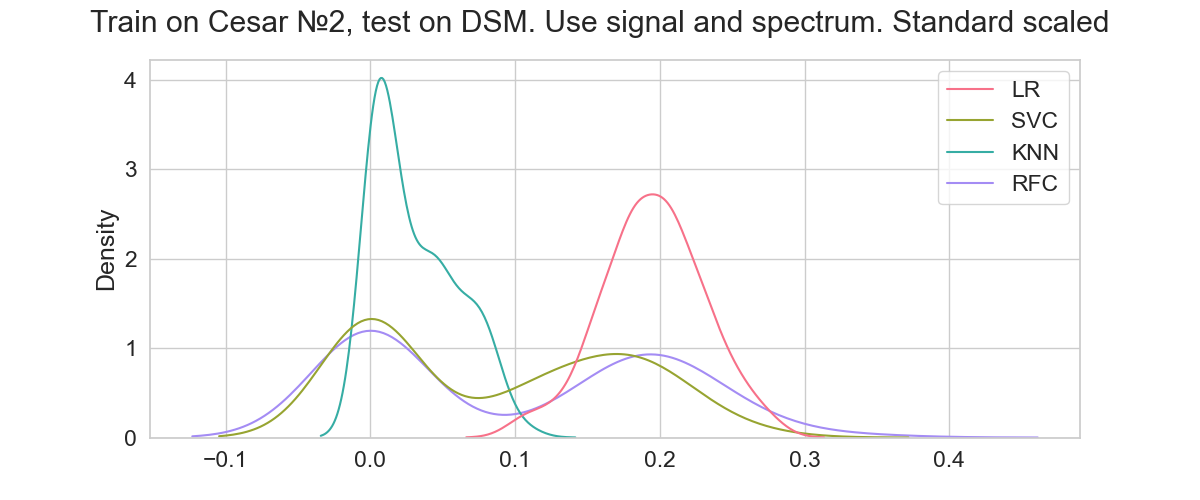 Train on Cesar №2, test on DSM. Use signal and spectrum. Standard scaled
Density
4
3
2
1
0
−0.1
0.0
0.1
0.2
0.3
0.4
LR
SVC
KNN
RFC